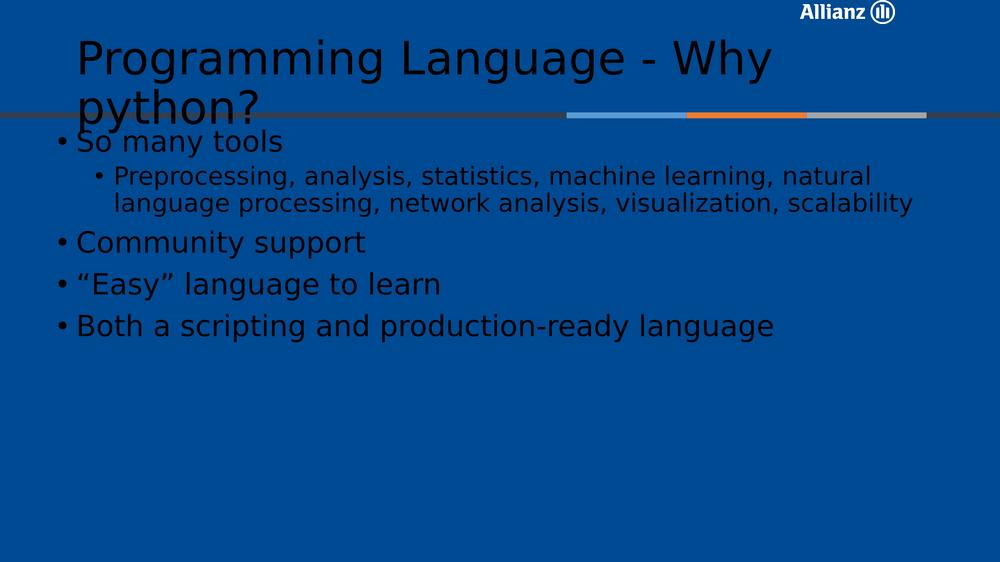 Allianz
Programming Language - Why
python?
• So many tools
• Preprocessing, analysis, statistics, machine learning, natural
language processing, network analysis, visualization, scalability
• Community support
• “Easy” language to learn
• Both a scripting and production-ready language